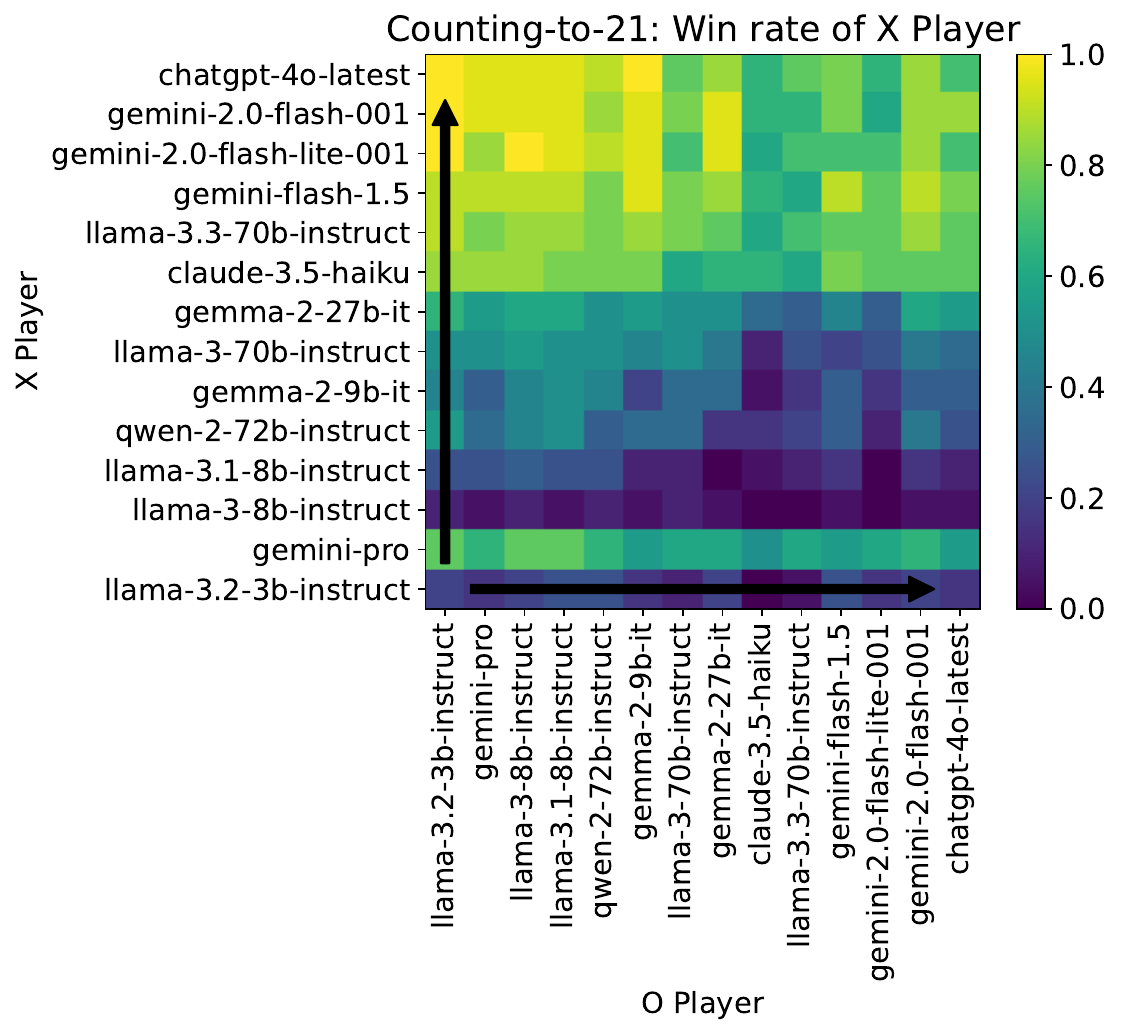 Counting-to-21: Win rate of X Player
X Player
chatgpt-4o-latest
gemini-2.0-flash-001
gemini-2.0-flash-lite-001
gemini-flash-1.5
llama-3.3-70b-instruct
claude-3.5-haiku
gemma-2-27b-it
llama-3-70b-instruct
gemma-2-9b-it
qwen-2-72b-instruct
llama-3.1-8b-instruct
llama-3-8b-instruct
gemini-pro
llama-3.2-3b-instruct
llama-3.2-3b-instruct
gemini-pro
llama-3-8b-instruct
llama-3.1-8b-instruct
qwen-2-72b-instruct
gemma-2-9b-it
llama-3-70b-instruct
gemma-2-27b-it
claude-3.5-haiku
llama-3.3-70b-instruct
gemini-flash-1.5
gemini-2.0-flash-lite-001
gemini-2.0-flash-001
chatgpt-4o-latest
O Player
1.0
0.8
0.6
0.4
0.2
0.0